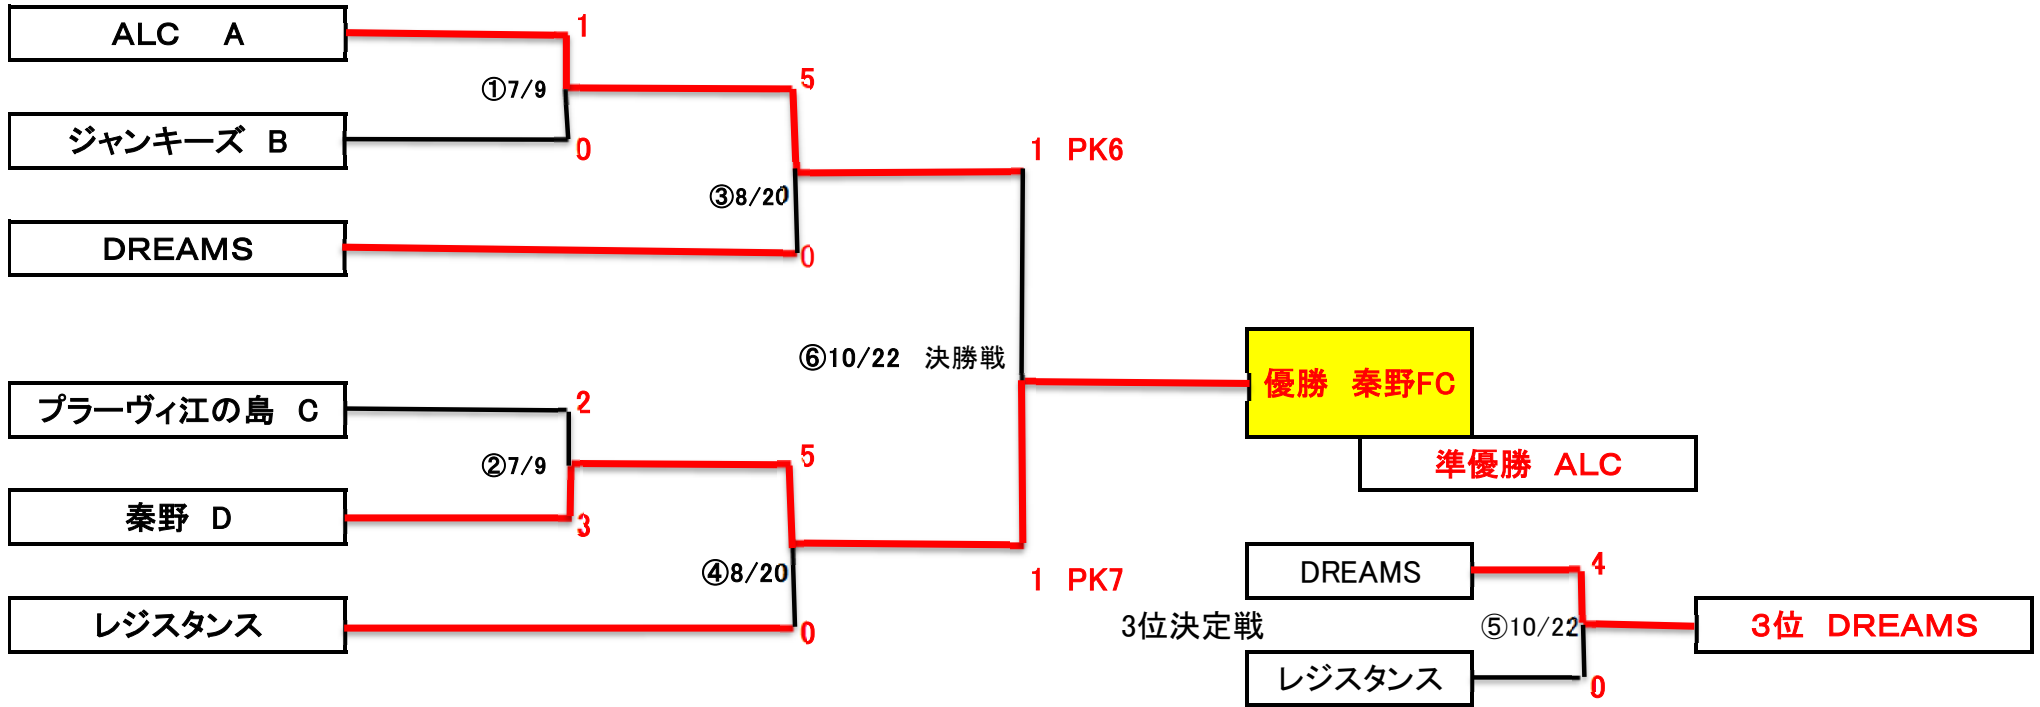 ALC　A
1
①7/9
5
ジャンキーズ　B
0
1　PK6
③8/20
DREAMS
0
⑥10/22　決勝戦
優勝　秦野FC
プラーヴィ江の島　C
2
②7/9
5
準優勝　ALC
秦野　D
3
④8/20
1　PK7
DREAMS
4
レジスタンス
0
3位決定戦
⑤10/22
3位　DREAMS
レジスタンス
0